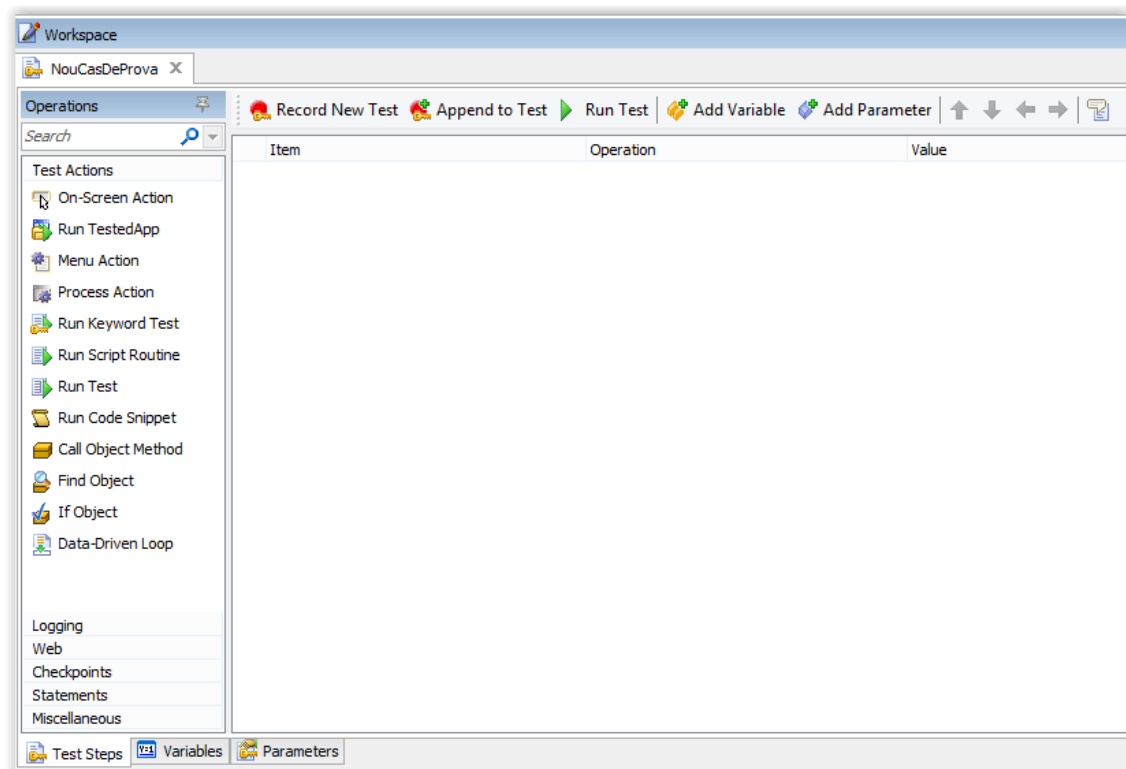 Workspace
NouCasDeProva X
Operations
Search
Record New Test Append to Test Run Test Add Variable Add Parameter
Item Operation Value
Test Actions
On-Screen Action
Run TestedApp
Menu Action
Process Action
Run Keyword Test
Run Script Routine
Run Test
Run Code Snippet
Call Object Method
Find Object
If Object
Data-Driven Loop
Logging
Web
Checkpoints
Statements
Miscellaneous
Test Steps Y=1 Variables Parameters